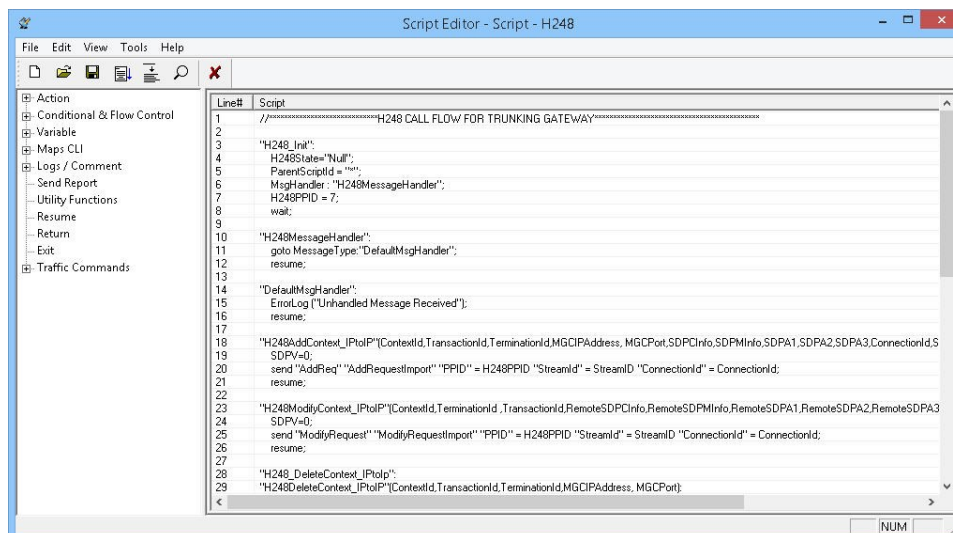 Script Editor - Script - H248
File Edit View Tools Help
Action
Conditional & Flow Control
Variable
Maps CLI
Logs / Comment
Send Report
Utility Functions
Resume
Return
Exit
Traffic Commands
Line# Script
1 //****************************H248 CALL FLOW FOR TRUNKING GATEWAY*******************************************
2
3 "H248_Init":
4 H248State="Null";
5 ParentScriptId = "*";
6 MsgHandler : "H248MessageHandler";
7 H248PPID = 7;
8 wait;
9
10 "H248MessageHandler":
11 goto MessageType:"DefaultMsgHandler";
12 resume;
13
14 "DefaultMsgHandler":
15 ErrorLog ("Unhandled Message Received");
16 resume;
17
18 "H248AddContext_IPtoIP"(ContextId,TransactionId,TerminationId,MGCIPAddress, MGCPort,SDPCInfo,SDPMInfo,SDPA1,SDPA2,SDPA3,ConnectionId,S
19 SDPV=0;
20 send "AddReq" "AddRequestImport" "PPID" = H248PPID "StreamId" = StreamID "ConnectionId" = ConnectionId;
21 resume;
22
23 "H248ModifyContext_IPtoIP"(ContextId,TerminationId ,TransactionId,RemoteSDPCInfo,RemoteSDPMInfo,RemoteSDPA1,RemoteSDPA2,RemoteSDPA3
24 SDPV=0;
25 send "ModifyRequest" "ModifyRequestImport" "PPID" = H248PPID "StreamId" = StreamID "ConnectionId" = ConnectionId;
26 resume;
27
28 "H248_DeleteContext_IPtoIp":
29 "H248DeleteContext_IPtoIP"(ContextId,TransactionId,TerminationId,MGCIPAddress, MGCPort):
NUM